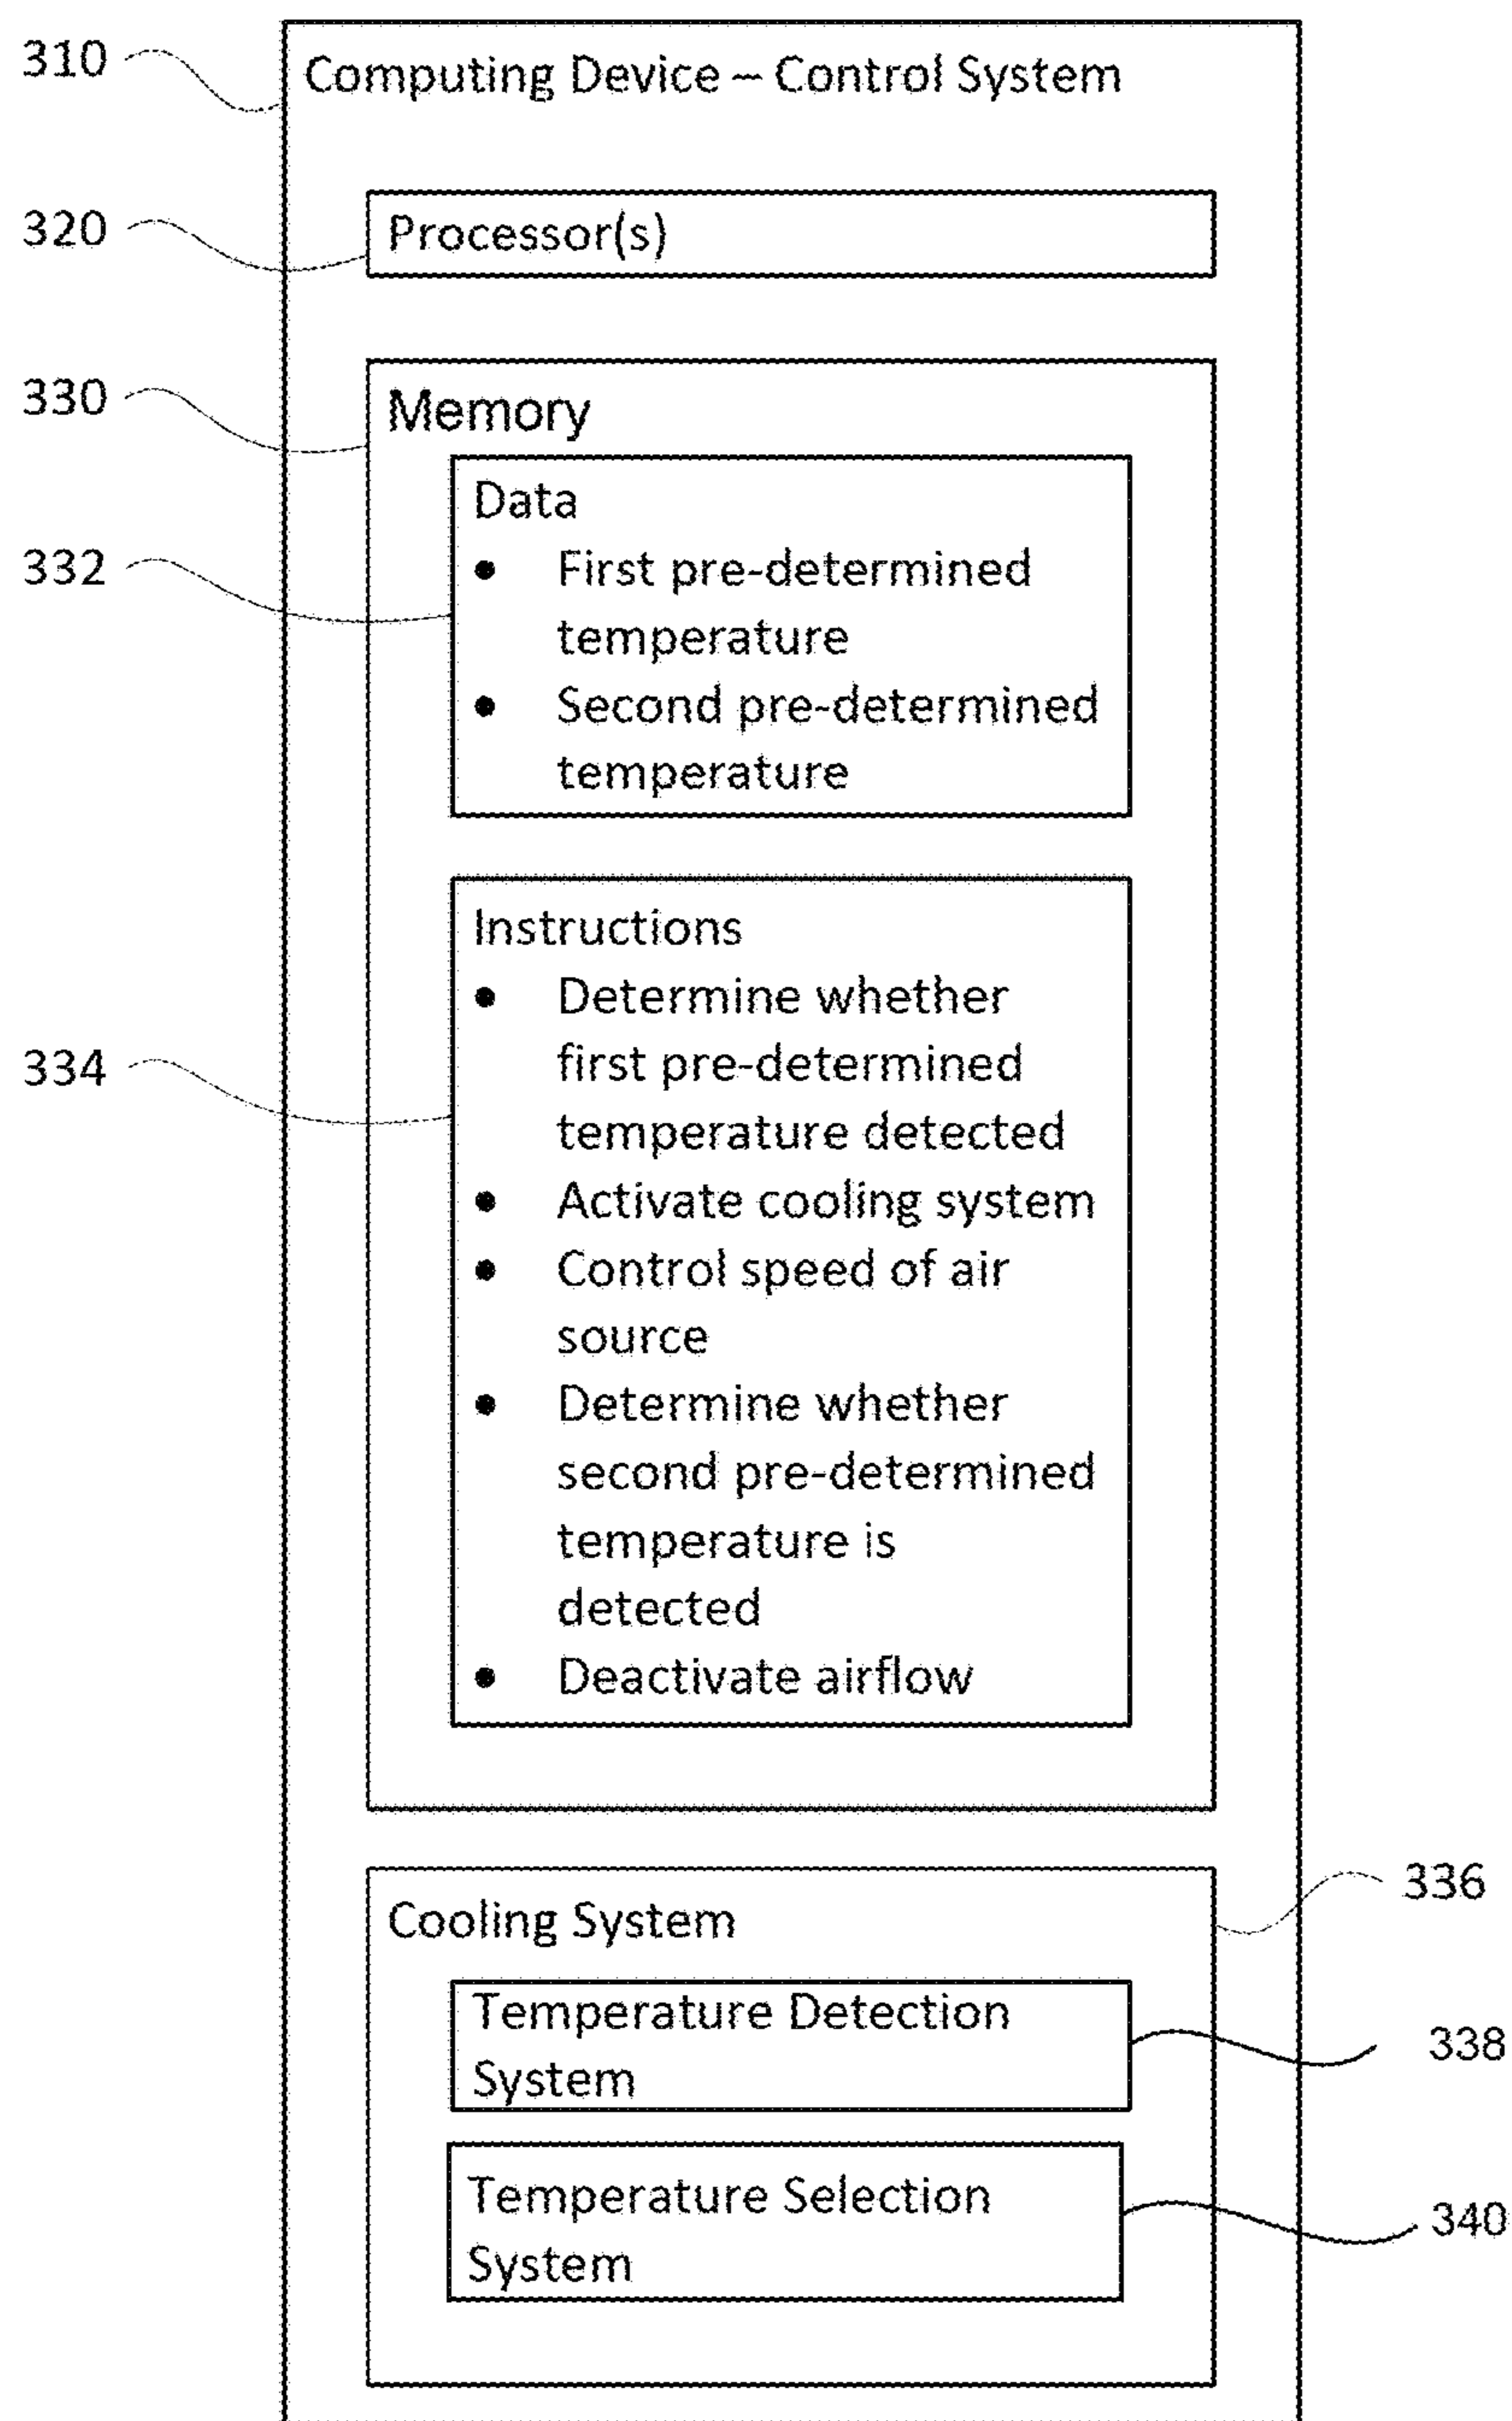 310
Computing Device – Control System
320
Processor(s)
330
Memory
Data
332
• First pre-determined
temperature
• Second pre-determined
temperature
Instructions
• Determine whether
334
first pre-determined
temperature detected
• Activate cooling system
• Control speed of air
source
• Determine whether
second pre-determined
temperature is
detected
• Deactivate airflow
336
Cooling System
Temperature Detection
System
338
Temperature Selection
System
340